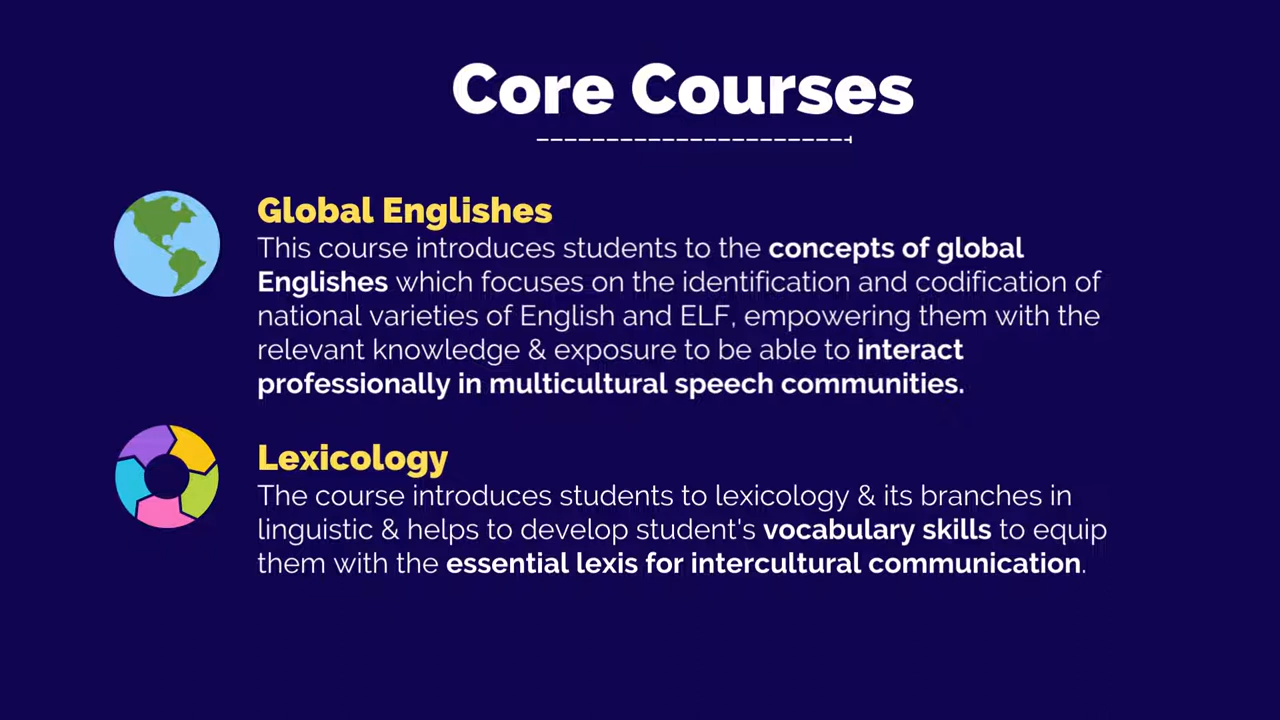 Core Courses
Global Englishes
This course introduces students to the concepts of global
Englishes which focuses on the identification and codification of
national varieties of English and ELF, empowering them with the
relevant knowledge & exposure to be able to interact
professionally in multicultural speech communities.
Lexicology
The course introduces students to lexicology & its branches in
linguistic & helps to develop student's vocabulary skills to equip
them with the essential lexis for intercultural communication.